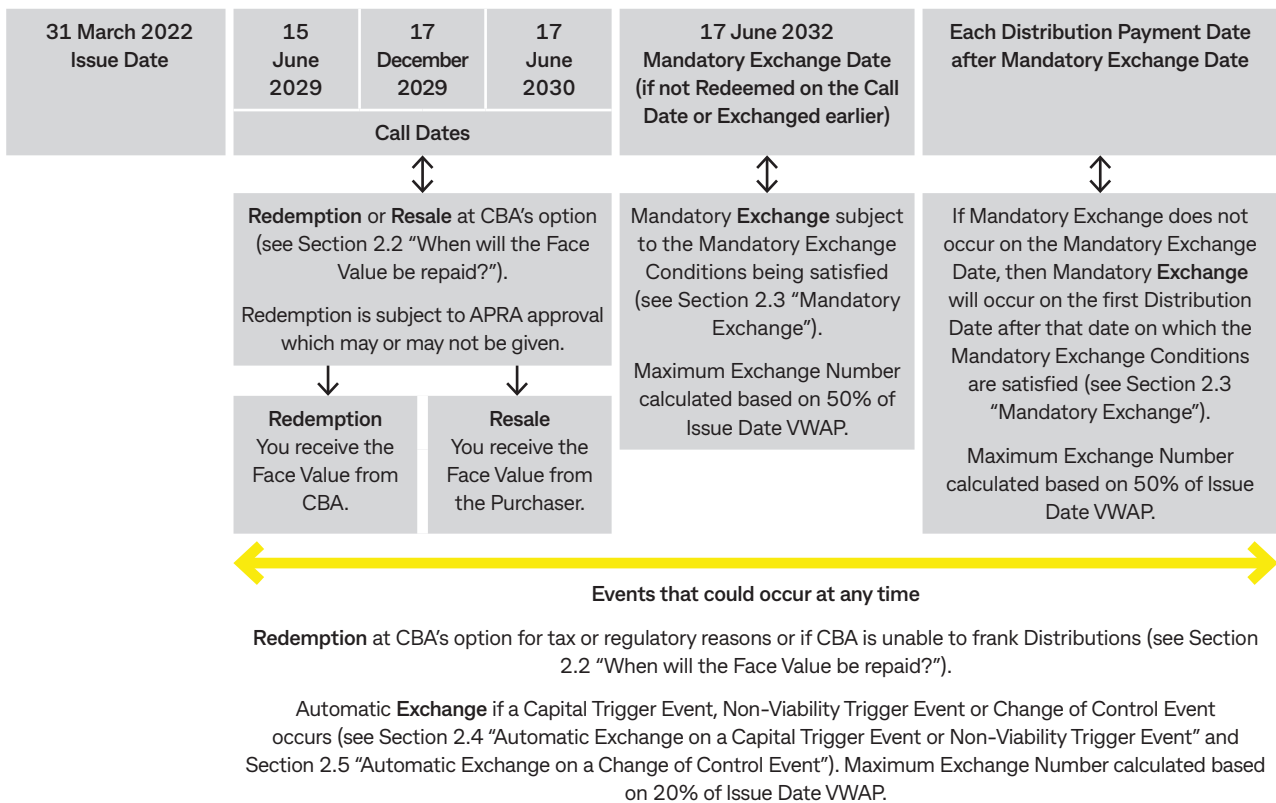 31 March 2022
Issue Date
15
June
2029
17
December
2029
17
June
2030
Call Dates
17 June 2032
Mandatory Exchange Date
(if not Redeemed on the Call
Date or Exchanged earlier)
Each Distribution Payment Date
after Mandatory Exchange Date
Redemption or Resale at CBA's option
(see Section 2.2 “When will the Face
Value be repaid?”).
Redemption is subject to APRA approval
which may or may not be given.
Redemption
You receive the
Face Value from
CBA.
Resale
You receive the
Face Value from
the Purchaser.
Mandatory Exchange subject
to the Mandatory Exchange
Conditions being satisfied
(see Section 2.3 “Mandatory
Exchange”).
Maximum Exchange Number
calculated based on 50% of
Issue Date VWAP.
If Mandatory Exchange does not
occur on the Mandatory Exchange
Date, then Mandatory Exchange
will occur on the first Distribution
Date after that date on which the
Mandatory Exchange Conditions
are satisfied (see Section 2.3
“Mandatory Exchange”).
Maximum Exchange Number
calculated based on 50% of Issue
Date VWAP.
Events that could occur at any time
Redemption at CBA's option for tax or regulatory reasons or if CBA is unable to frank Distributions (see Section
2.2 “When will the Face Value be repaid?”).
Automatic Exchange if a Capital Trigger Event, Non-Viability Trigger Event or Change of Control Event
occurs (see Section 2.4 “Automatic Exchange on a Capital Trigger Event or Non-Viability Trigger Event” and
Section 2.5 “Automatic Exchange on a Change of Control Event”). Maximum Exchange Number calculated based
on 20% of Issue Date VWAP.